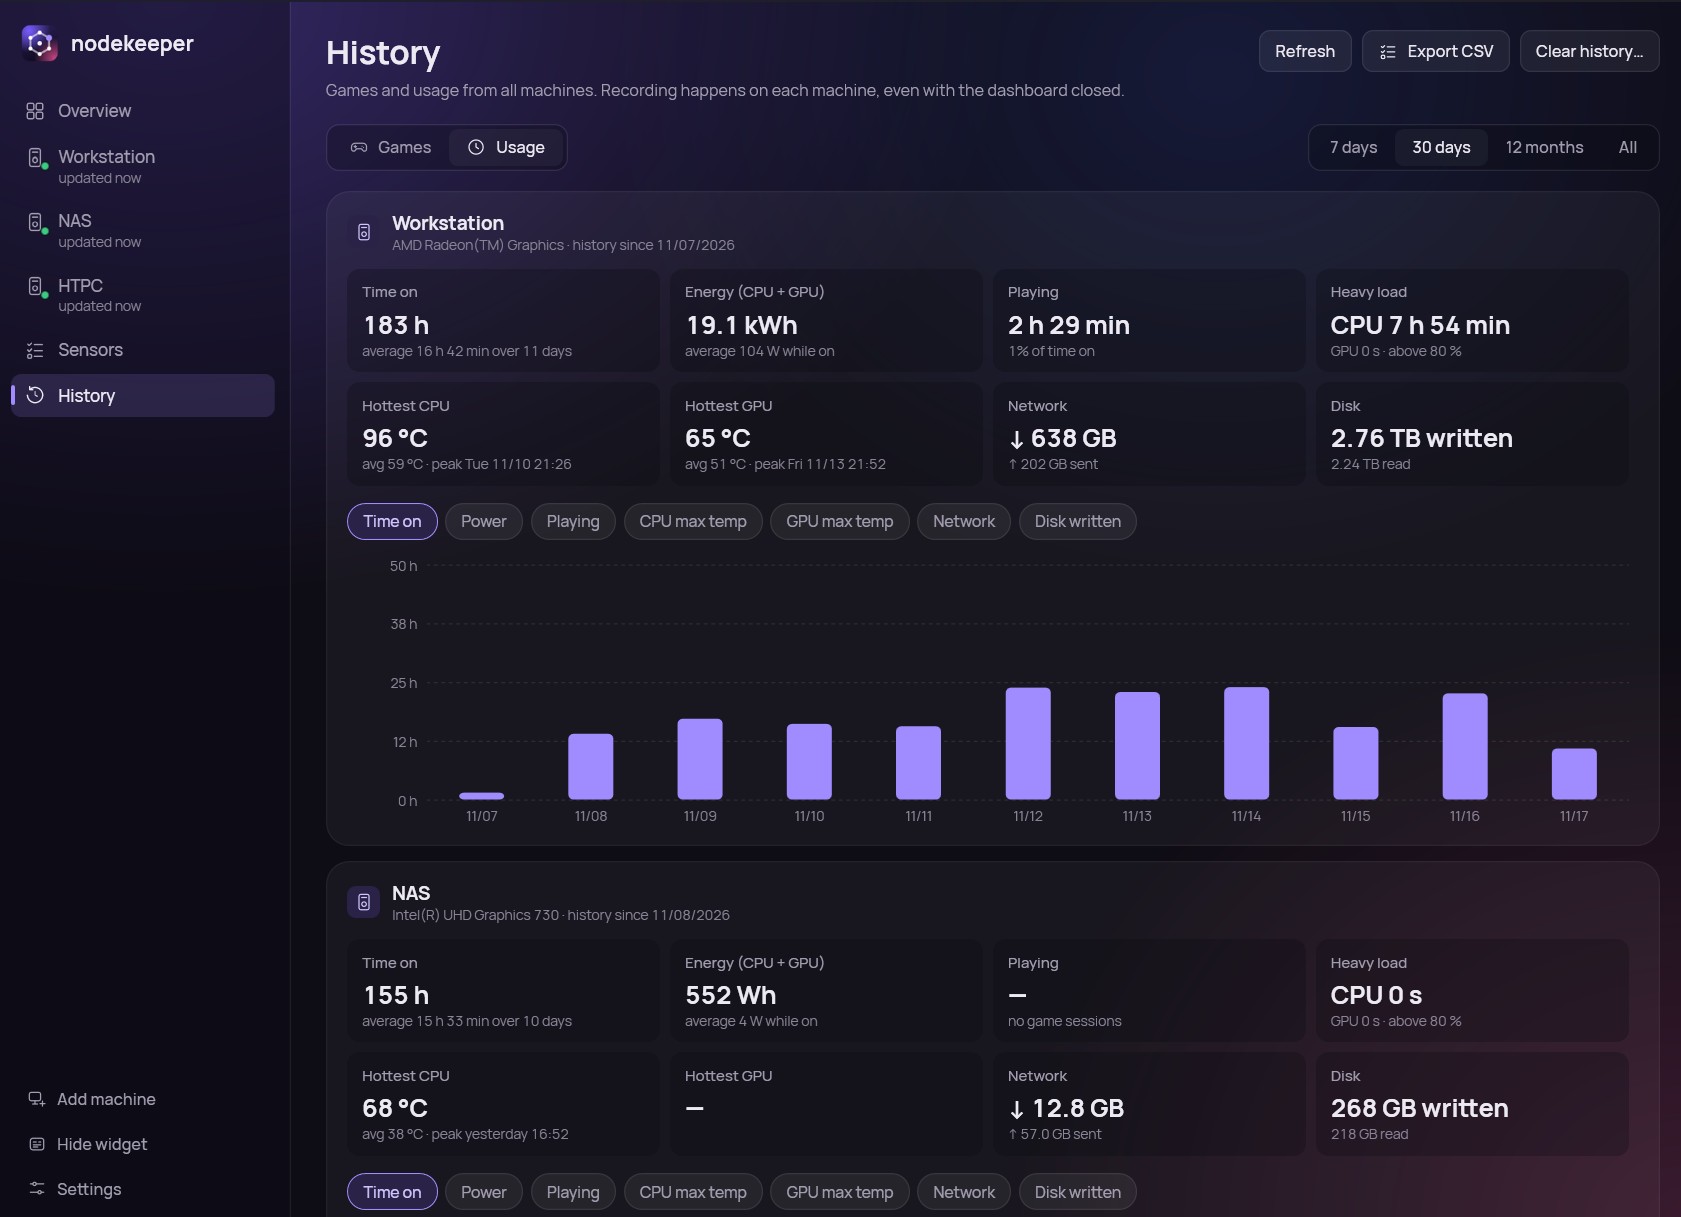 nodekeeper
Overview
Workstation
updated now
NAS
updated now
HTPC
updated now
Sensors
History
Add machine
Hide widget
Settings
History
Games and usage from all machines. Recording happens on each machine, even with the dashboard closed.
Refresh
Export CSV
Clear history...
Games
Usage
7 days
30 days
12 months
All
Workstation
AMD Radeon(TM) Graphics · history since 11/07/2026
Time on
183 h
average 16 h 42 min over 11 days
Energy (CPU + GPU)
19.1 kWh
average 104 W while on
Playing
2 h 29 min
1% of time on
Heavy load
CPU 7 h 54 min
GPU 0 s · above 80 %
Hottest CPU
96 °C
avg 59 °C · peak Tue 11/10 21:26
Hottest GPU
65 °C
avg 51 °C · peak Fri 11/13 21:52
Network
↓ 638 GB
↑ 202 GB sent
Disk
2.76 TB written
2.24 TB read
Time on
Power
Playing
CPU max temp
GPU max temp
Network
Disk written
50 h
38 h
25 h
12 h
0 h
11/07
11/08
11/09
11/10
11/11
11/12
11/13
11/14
11/15
11/16
11/17
NAS
Intel(R) UHD Graphics 730 · history since 11/08/2026
Time on
155 h
average 15 h 33 min over 10 days
Energy (CPU + GPU)
552 Wh
average 4 W while on
Playing
—
no game sessions
Heavy load
CPU 0 s
GPU 0 s · above 80 %
Hottest CPU
68 °C
avg 38 °C · peak yesterday 16:52
Hottest GPU
—
Network
↓ 12.8 GB
↑ 57.0 GB sent
Disk
268 GB written
218 GB read
Time on
Power
Playing
CPU max temp
GPU max temp
Network
Disk written